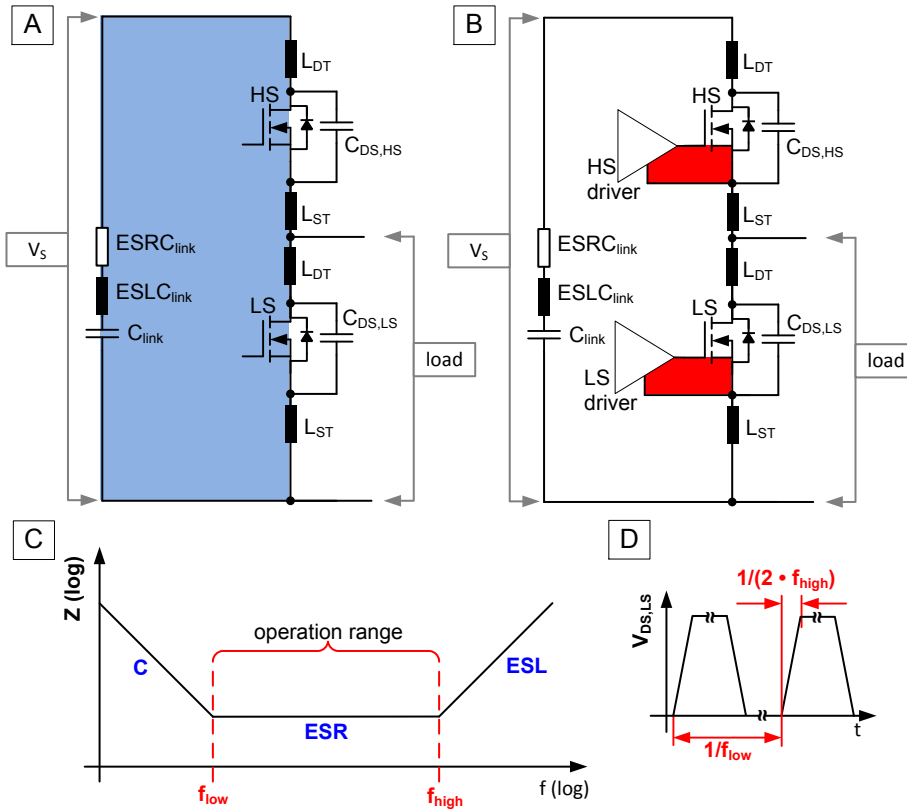 A
V_S
ESRC_link
ESLC_link
C_link
L_DT
HS
C_DS,HS
L_ST
L_DT
LS
C_DS,LS
L_ST
load
B
V_S
ESRC_link
ESLC_link
C_link
L_DT
HS
C_DS,HS
HS
driver
L_ST
L_DT
LS
C_DS,LS
LS
driver
L_ST
load
C
Z (log)
operation range
C
ESR
ESL
f_low
f_high
f (log)
D
1/(2 • f_high)
V_DS,LS
t
1/f_low